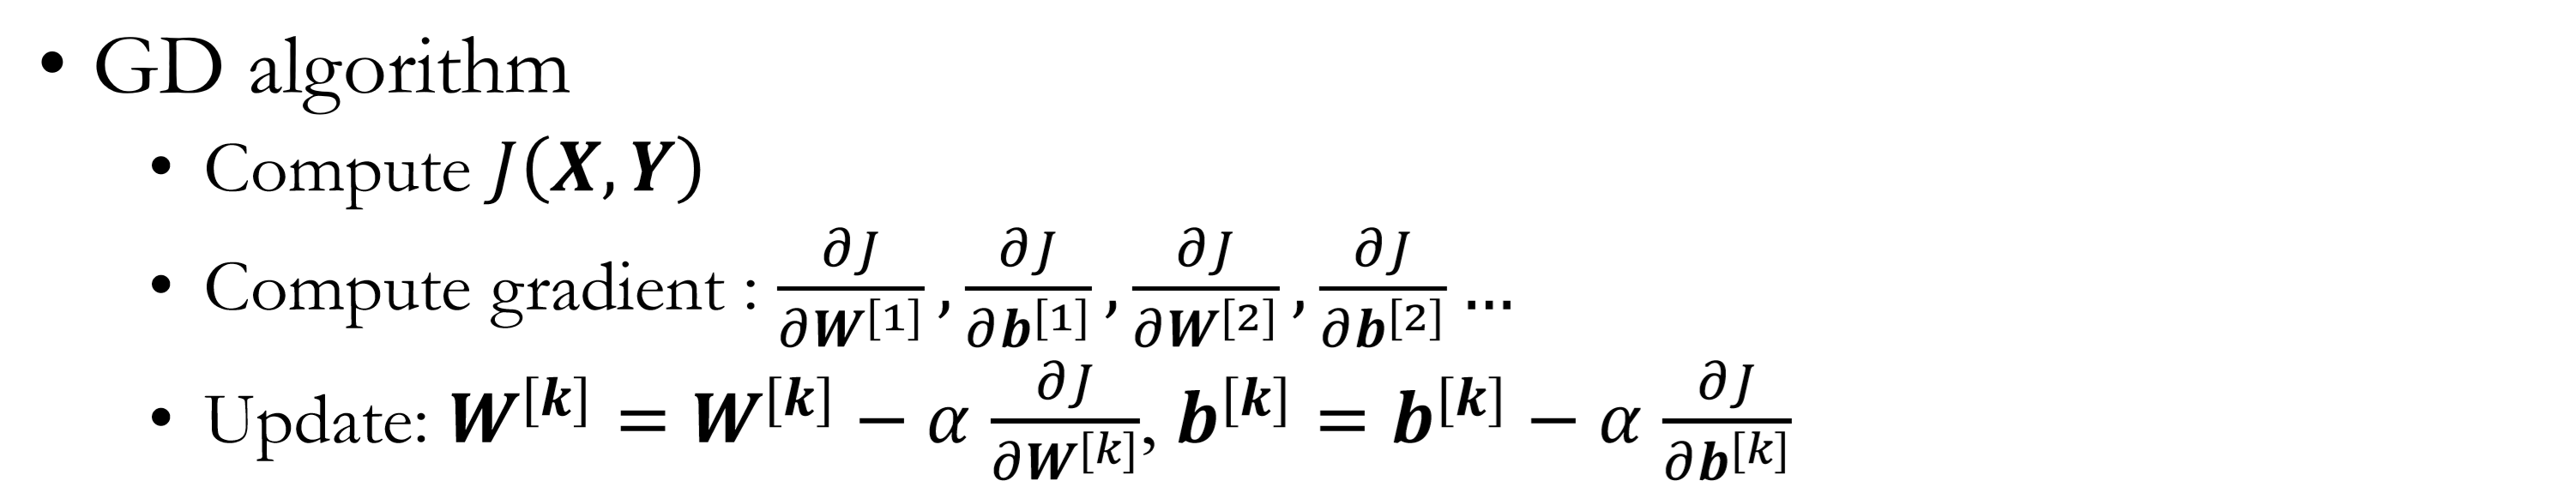 • GD algorithm
• Compute J(X, Y)
• Compute gradient : ∂J/∂W^[1], ∂J/∂b^[1], ∂J/∂W^[2], ∂J/∂b^[2] …
• Update: W^[k] = W^[k] − α ∂J/∂W^[k], b^[k] = b^[k] − α ∂J/∂b^[k]